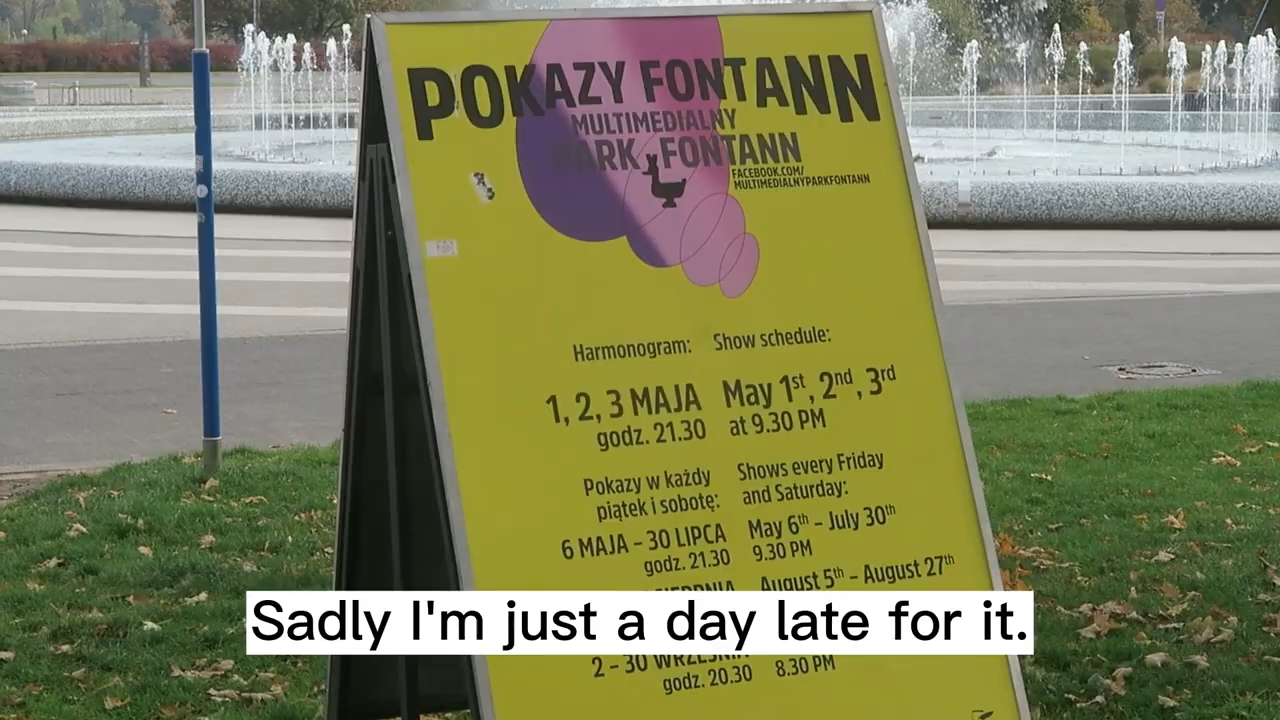 POKAZY FONTANN
MULTIMEDIALNY
PARK FONTANN
FACEBOOK.COM/
MULTIMEDIALNYPARKFONTANN
Harmonogram: Show schedule:
1, 2, 3 MAJA May 1st, 2nd, 3rd
godz. 21.30 at 9.30 PM
Pokazy w każdy Shows every Friday
piątek i sobotę: and Saturday:
6 MAJA – 30 LIPCA May 6th – July 30th
godz. 21.30 9.30 PM
August 5th – August 27th
Sadly I'm just a day late for it.
2 – 30 WRZEŚNIA
godz. 20.30 8.30 PM